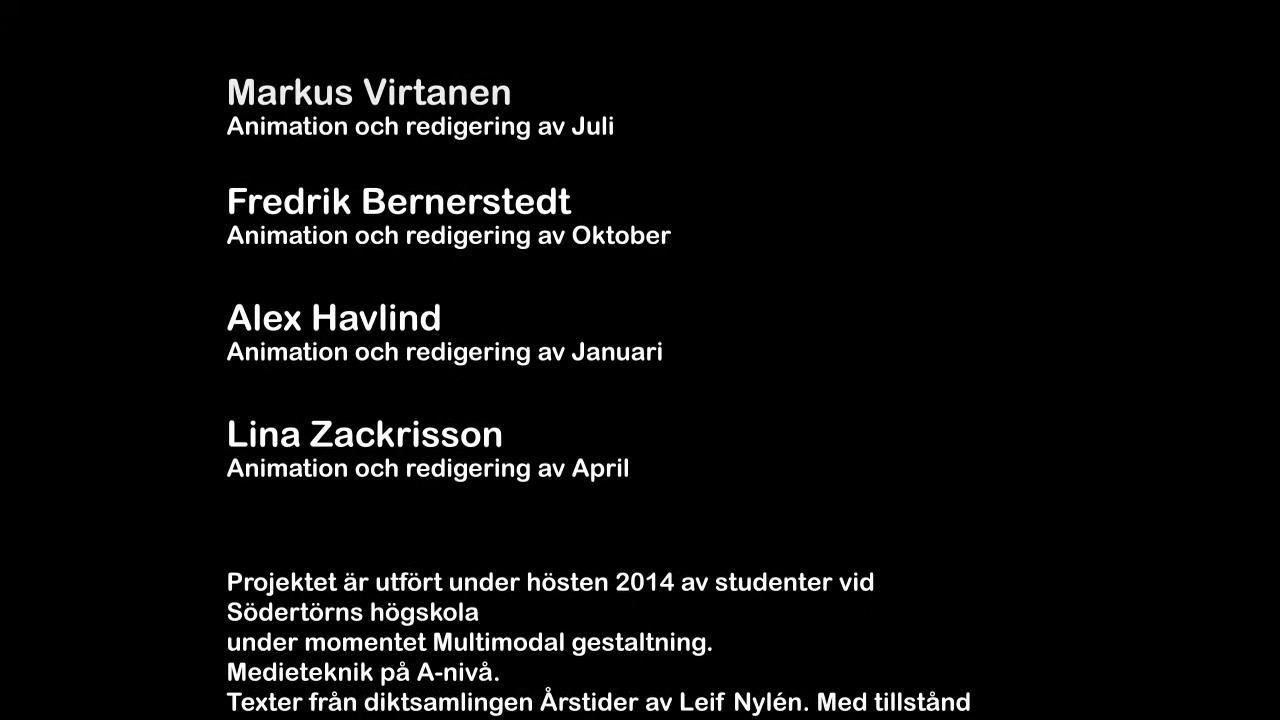 Markus Virtanen
Animation och redigering av Juli
Fredrik Bernerstedt
Animation och redigering av Oktober
Alex Havlind
Animation och redigering av Januari
Lina Zackrisson
Animation och redigering av April
Projektet är utfört under hösten 2014 av studenter vid
Södertörns högskola
under momentet Multimodal gestaltning.
Medieteknik på A-nivå.
Texter från diktsamlingen Årstider av Leif Nylén. Med tillstånd